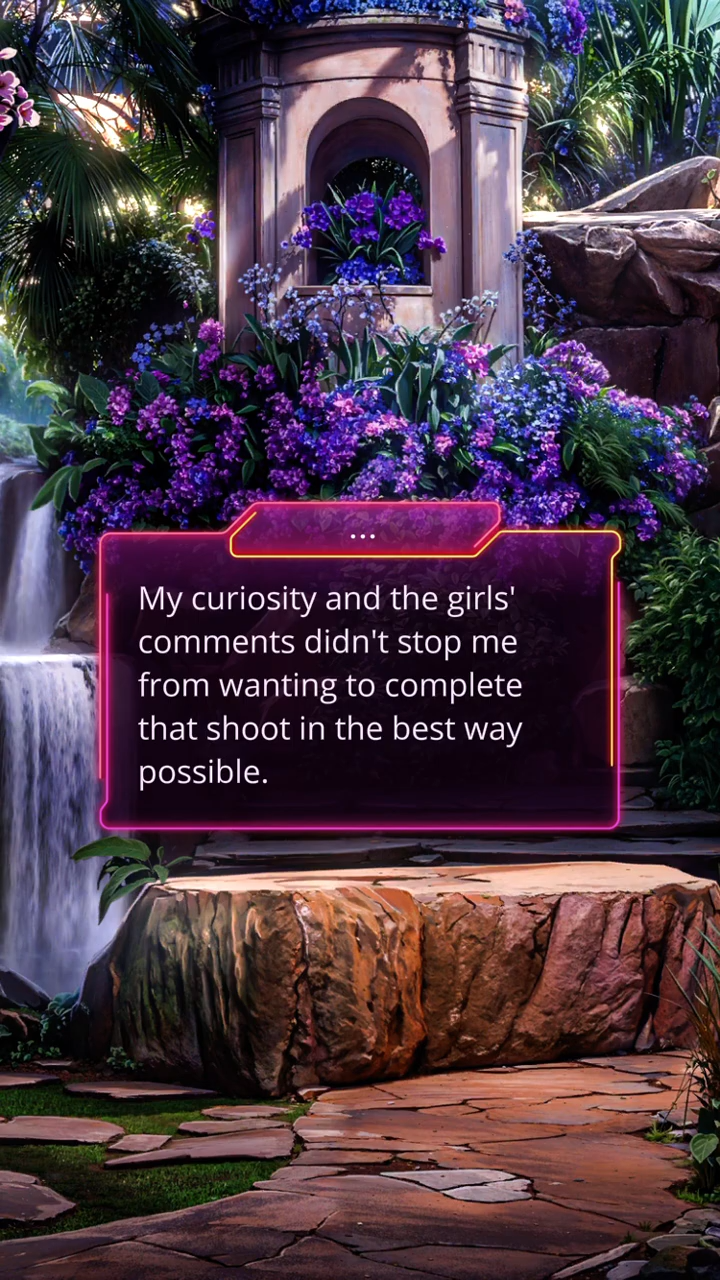 ...
My curiosity and the girls'
comments didn't stop me
from wanting to complete
that shoot in the best way
possible.